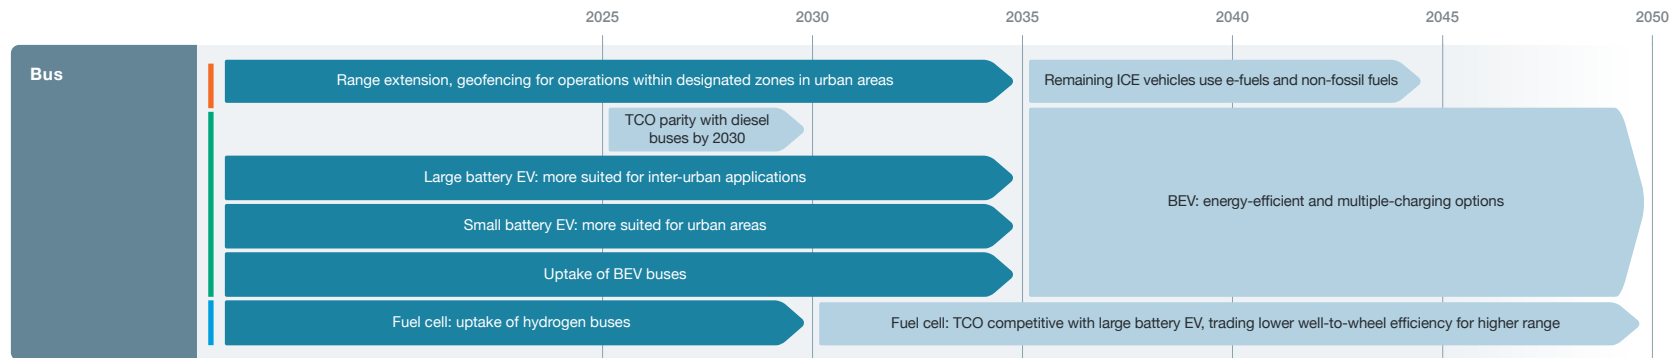 2025 2030 2035 2040 2045 2050
Bus
Range extension, geofencing for operations within designated zones in urban areas
Remaining ICE vehicles use e-fuels and non-fossil fuels
TCO parity with diesel
buses by 2030
Large battery EV: more suited for inter-urban applications
BEV: energy-efficient and multiple-charging options
Small battery EV: more suited for urban areas
Uptake of BEV buses
Fuel cell: uptake of hydrogen buses
Fuel cell: TCO competitive with large battery EV, trading lower well-to-wheel efficiency for higher range